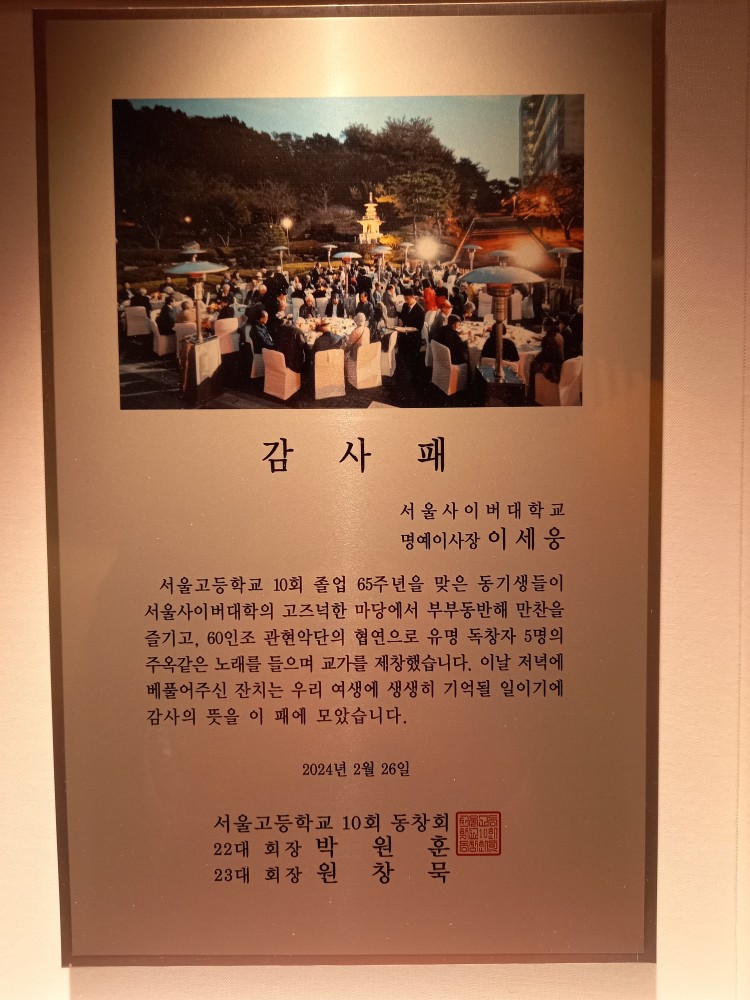 감 사 패
서울사이버대학교
명예이사장 이세웅
서울고등학교 10회 졸업 65주년을 맞은 동기생들이
서울사이버대학의 고즈넉한 마당에서 부부동반해 만찬을
즐기고, 60인조 관현악단의 협연으로 유명 독창자 5명의
주옥같은 노래를 들으며 교가를 제창했습니다. 이날 저녁에
베풀어주신 잔치는 우리 여생에 생생히 기억될 일이기에
감사의 뜻을 이 패에 모았습니다.
2024년 2월 26일
서울고등학교 10회 동창회
22대 회장 박 원 훈
23대 회장 원 창 묵